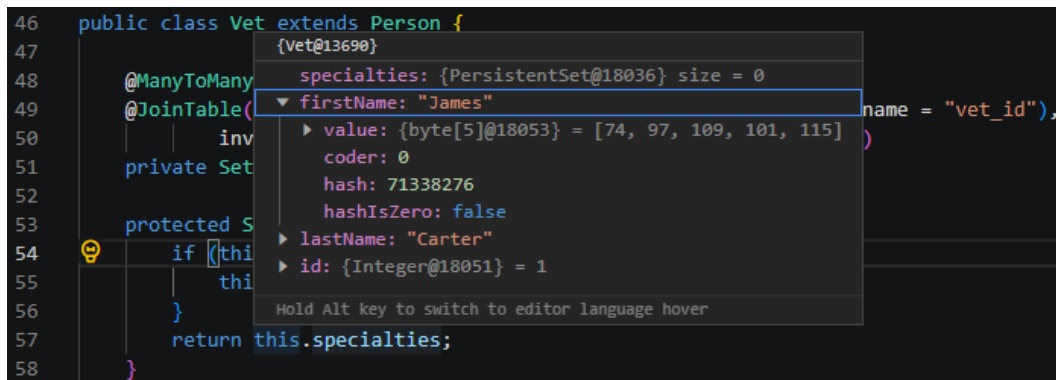 46 public class Vet extends Person {
47 {Vet@13690}
48 @ManyToMany specialties: {PersistentSet@18036} size = 0
49 @JoinTable( firstName: "James" name = "vet_id"),
50 inv value: {byte[5]@18053} = [74, 97, 109, 101, 115] )
coder: 0
51 private Set
hash: 71338276
52
hashIsZero: false
53 protected S
lastName: "Carter"
54 if (thi
id: {Integer@18051} = 1
55 thi
56 } Hold Alt key to switch to editor language hover
57 return this.specialties;
58 }